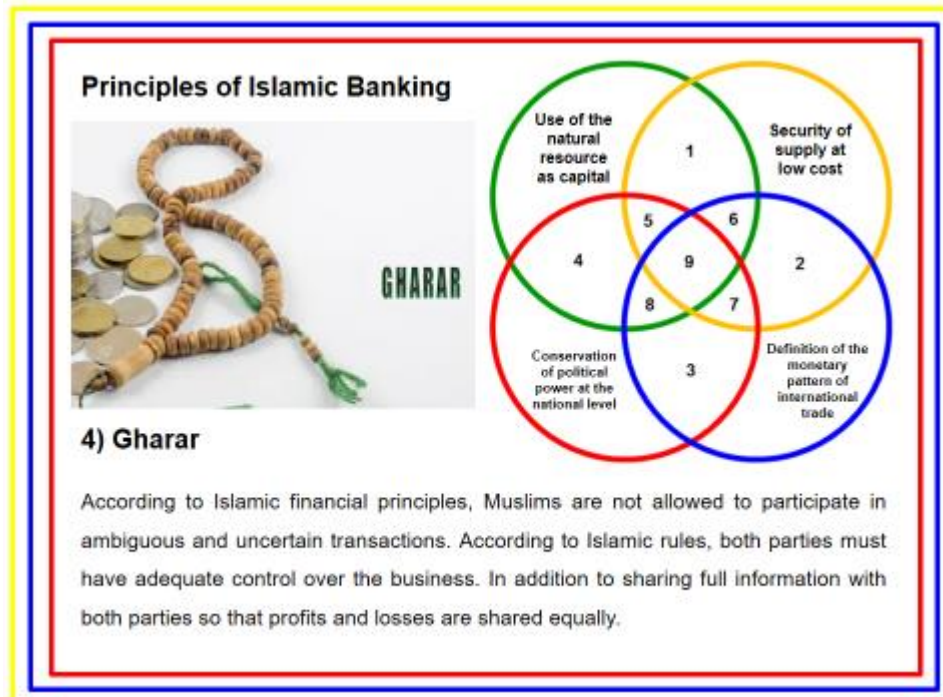 Principles of Islamic Banking
GHARAR
Use of the
natural
resource
as capital
1
Security of
supply at
low cost
5
6
4
9
2
8
7
Conservation
of political
power at the
national level
3
Definition of the
monetary
pattern of
international
trade
4) Gharar
According to Islamic financial principles, Muslims are not allowed to participate in
ambiguous and uncertain transactions. According to Islamic rules, both parties must
have adequate control over the business. In addition to sharing full information with
both parties so that profits and losses are shared equally.